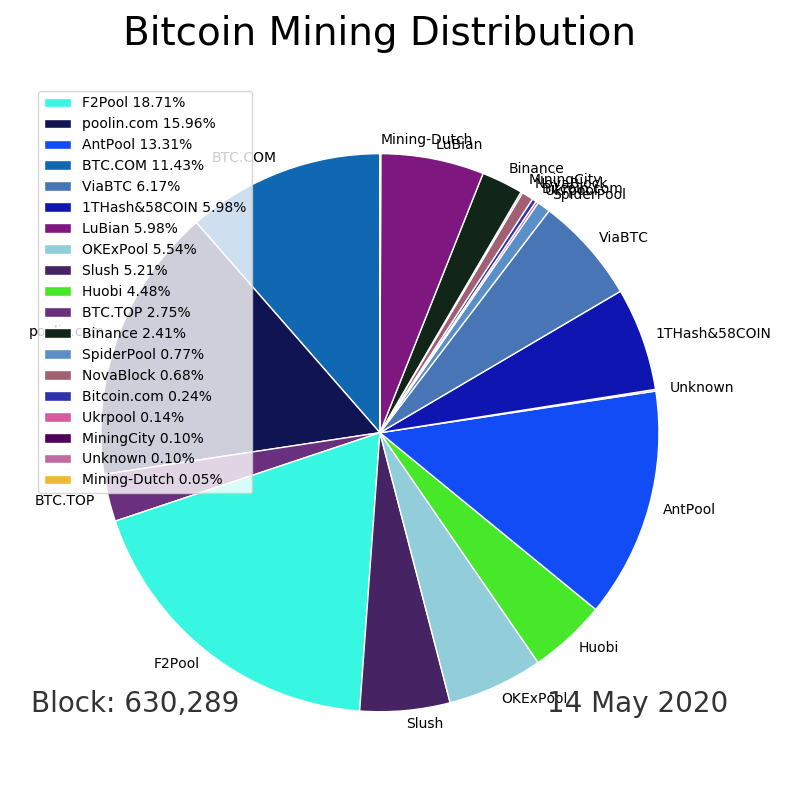 Bitcoin Mining Distribution
F2Pool 18.71%
poolin.com 15.96%
AntPool 13.31%
BTC.COM 11.43%
ViaBTC 6.17%
1THash&58COIN 5.98%
LuBian 5.98%
OKExPool 5.54%
Slush 5.21%
Huobi 4.48%
BTC.TOP 2.75%
Binance 2.41%
SpiderPool 0.77%
NovaBlock 0.68%
Bitcoin.com 0.24%
Ukrpool 0.14%
MiningCity 0.10%
Unknown 0.10%
Mining-Dutch 0.05%
Mining-Dutch
LuBian
BTC.COM
Binance
MiningCity
NovaBlock
SpiderPool
ViaBTC
1THash&58COIN
Unknown
BTC.TOP
AntPool
Huobi
F2Pool
OKExPool
Slush
Block: 630,289
14 May 2020